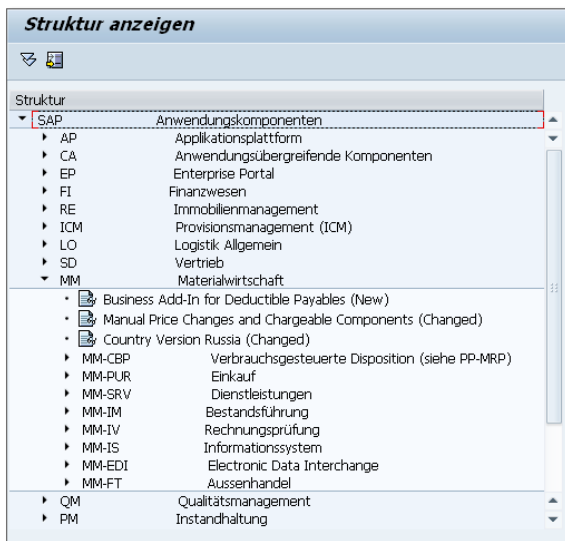 Struktur anzeigen
Struktur
SAP Anwendungskomponenten
AP Applikationsplattform
CA Anwendungsübergreifende Komponenten
EP Enterprise Portal
FI Finanzwesen
RE Immobilienmanagement
ICM Provisionsmanagement (ICM)
LO Logistik Allgemein
SD Vertrieb
MM Materialwirtschaft
Business Add-In for Deductible Payables (New)
Manual Price Changes and Chargeable Components (Changed)
Country Version Russia (Changed)
MM-CBP Verbrauchsgesteuerte Disposition (siehe PP-MRP)
MM-PUR Einkauf
MM-SRV Dienstleistungen
MM-IM Bestandsführung
MM-IV Rechnungsprüfung
MM-IS Informationssystem
MM-EDI Electronic Data Interchange
MM-FT Aussenhandel
QM Qualitätsmanagement
PM Instandhaltung